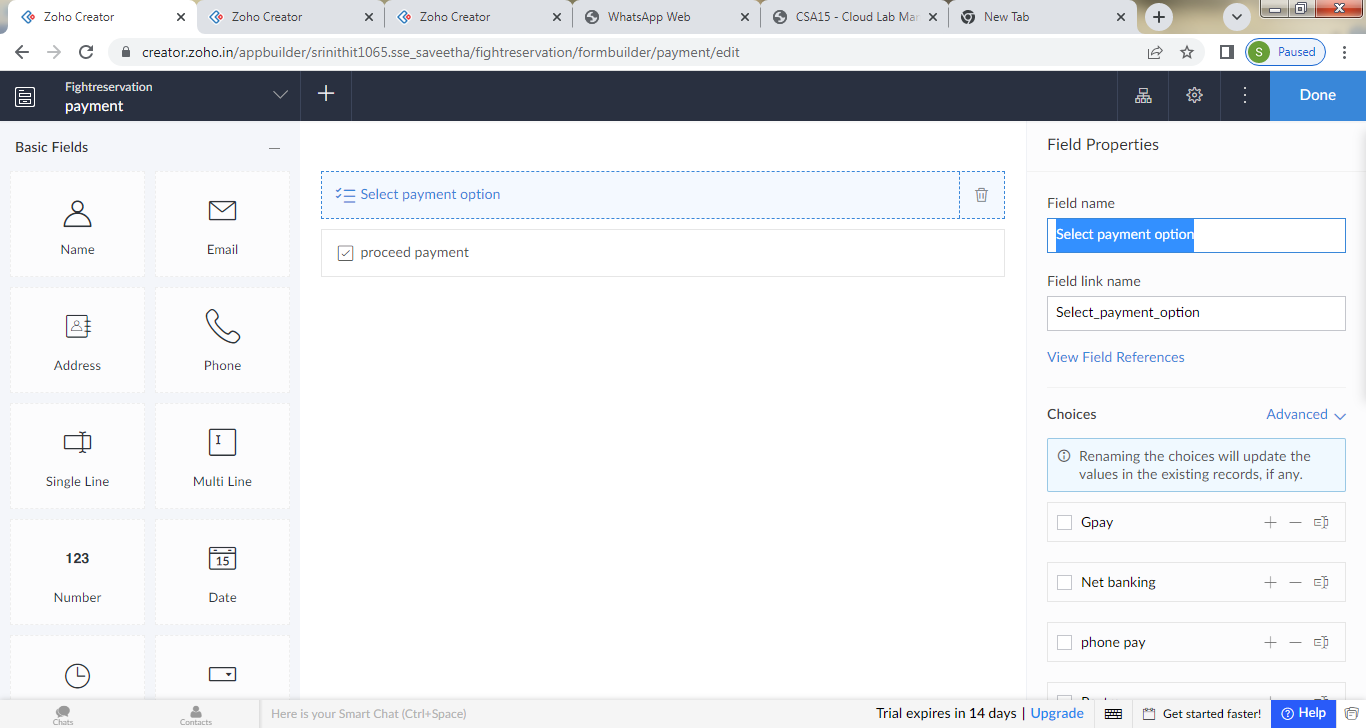 Zoho Creator
Zoho Creator
Zoho Creator
WhatsApp Web
CSA15 - Cloud Lab Mar
New Tab
creator.zoho.in/appbuilder/srinithit1065.sse_saveetha/fightreservation/formbuilder/payment/edit
S Paused
Fightreservation
payment
Done
Basic Fields
Name
Email
Address
Phone
Single Line
Multi Line
123
Number
15
Date
Select payment option
proceed payment
Field Properties
Field name
Select payment option
Field link name
Select_payment_option
View Field References
Choices
Advanced
Renaming the choices will update the
values in the existing records, if any.
Gpay
Net banking
phone pay
Chats
Contacts
Here is your Smart Chat (Ctrl+Space)
Trial expires in 14 days | Upgrade
Get started faster!
Help